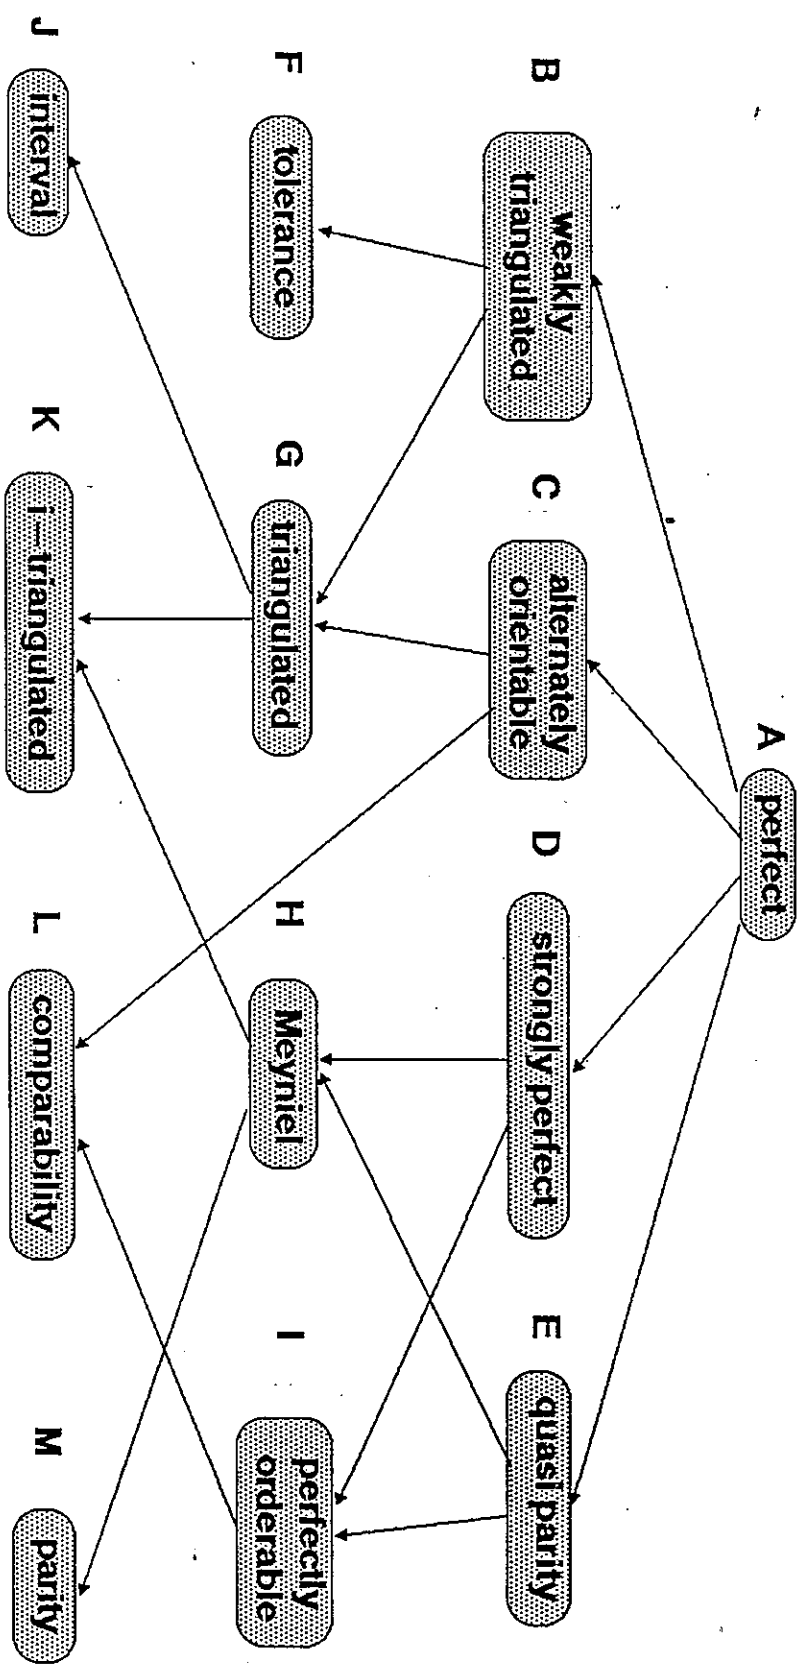 A
perfect
B
weakly
triangulated
C
alternately
orientable
D
strongly perfect
E
quasi parity
F
tolerance
G
triangulated
H
Meyniel
I
perfectly
orderable
J
interval
K
i–triangulated
L
comparability
M
parity